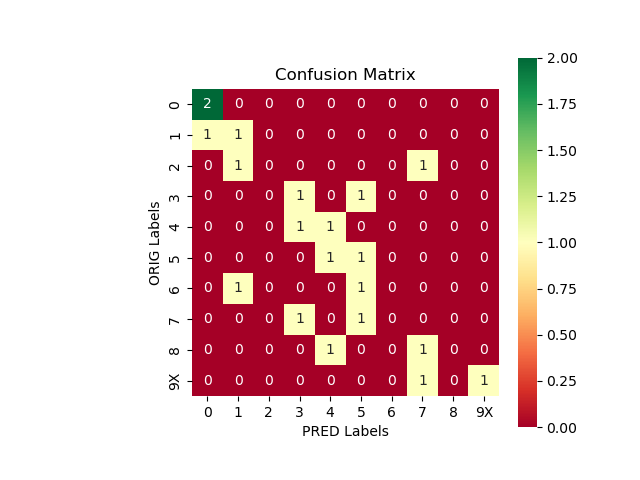 Confusion Matrix
ORIG Labels
0 2 0 0 0 0 0 0 0 0 0
1 1 1 0 0 0 0 0 0 0 0
2 0 1 0 0 0 0 0 1 0 0
3 0 0 0 1 0 1 0 0 0 0
4 0 0 0 1 1 0 0 0 0 0
5 0 0 0 0 1 1 0 0 0 0
6 0 1 0 0 0 1 0 0 0 0
7 0 0 0 1 0 1 0 0 0 0
8 0 0 0 0 1 0 0 1 0 0
9X 0 0 0 0 0 0 0 1 0 1
0 1 2 3 4 5 6 7 8 9X
PRED Labels
2.00
1.75
1.50
1.25
1.00
0.75
0.50
0.25
0.00